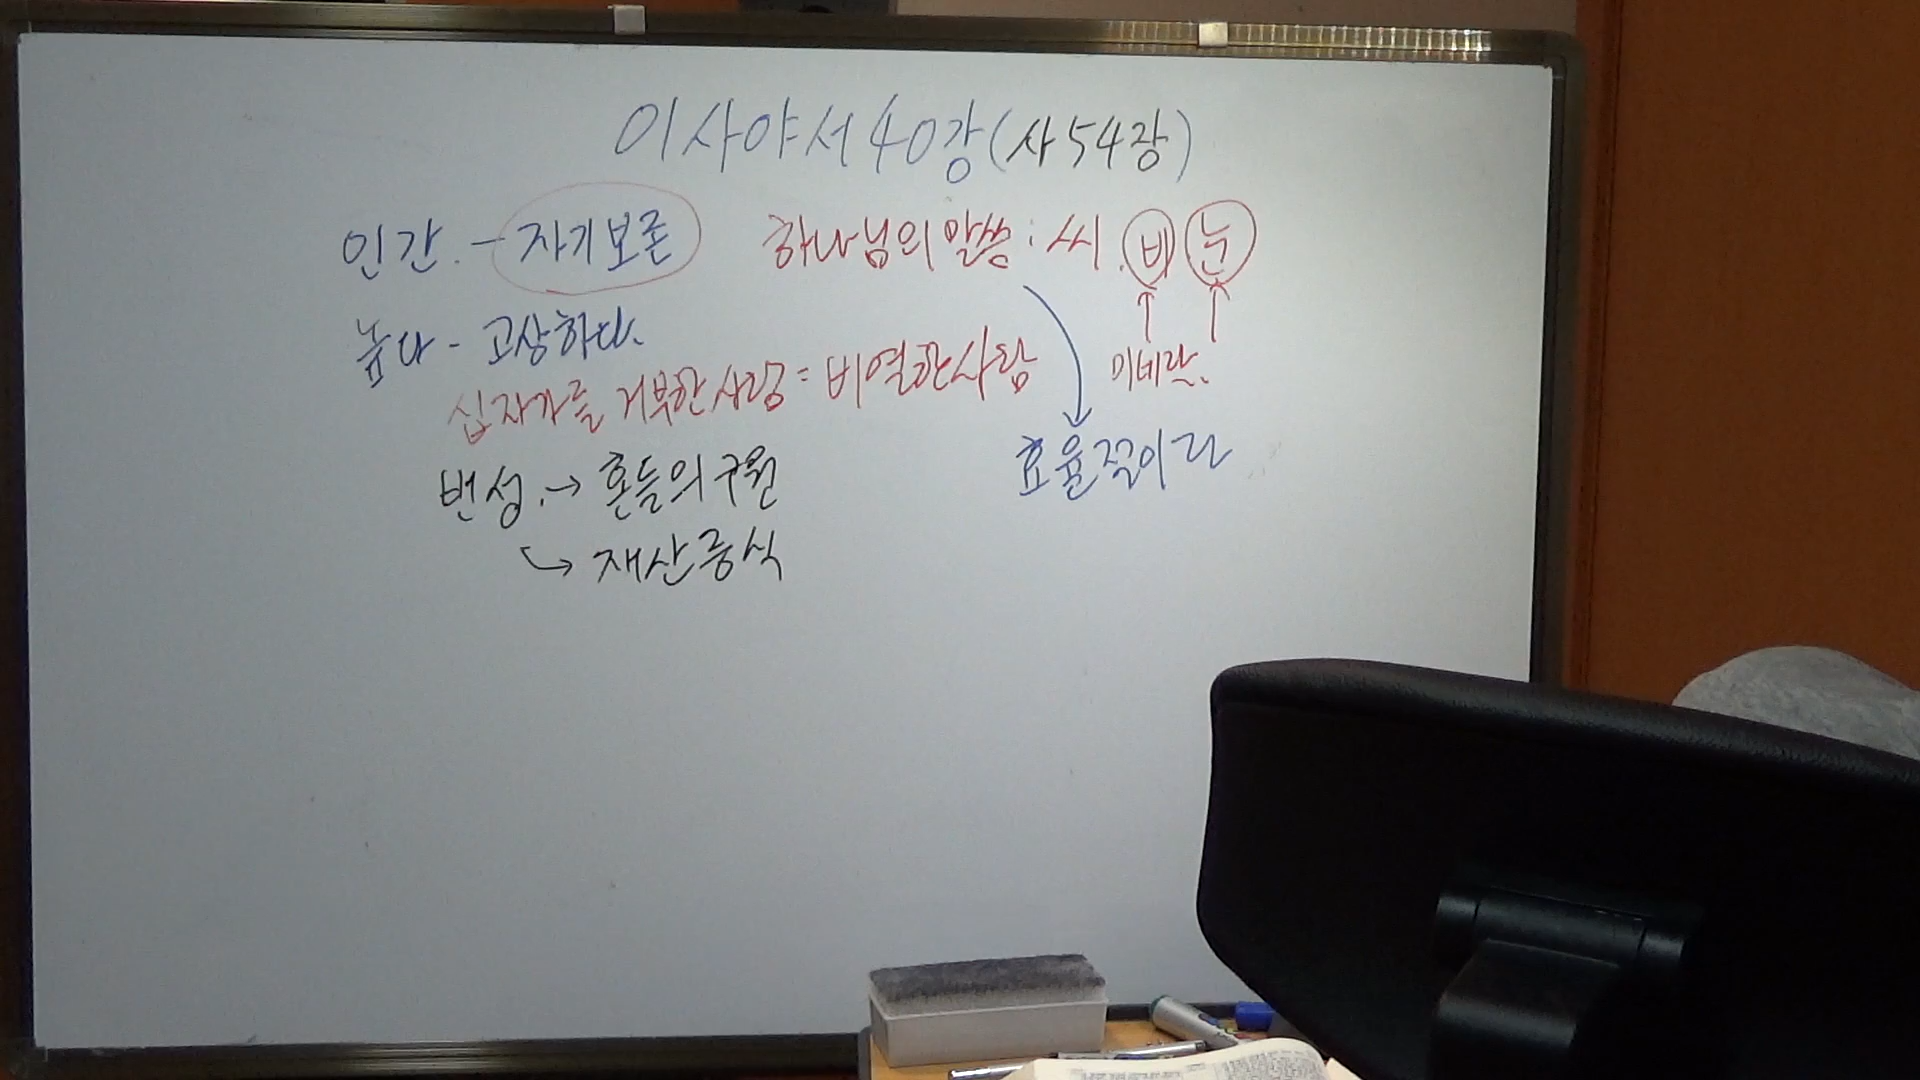 이사야서 40강 (사 54장)
인간. - 자기보존
하나님의 말씀 : 씨. 비 눈
높다 - 고상하다.
미네랄.
십자가를 거부한 사람 = 비열한 사람
효율꼴이다
번성. → 혼들의 구원
↳ 재산증식